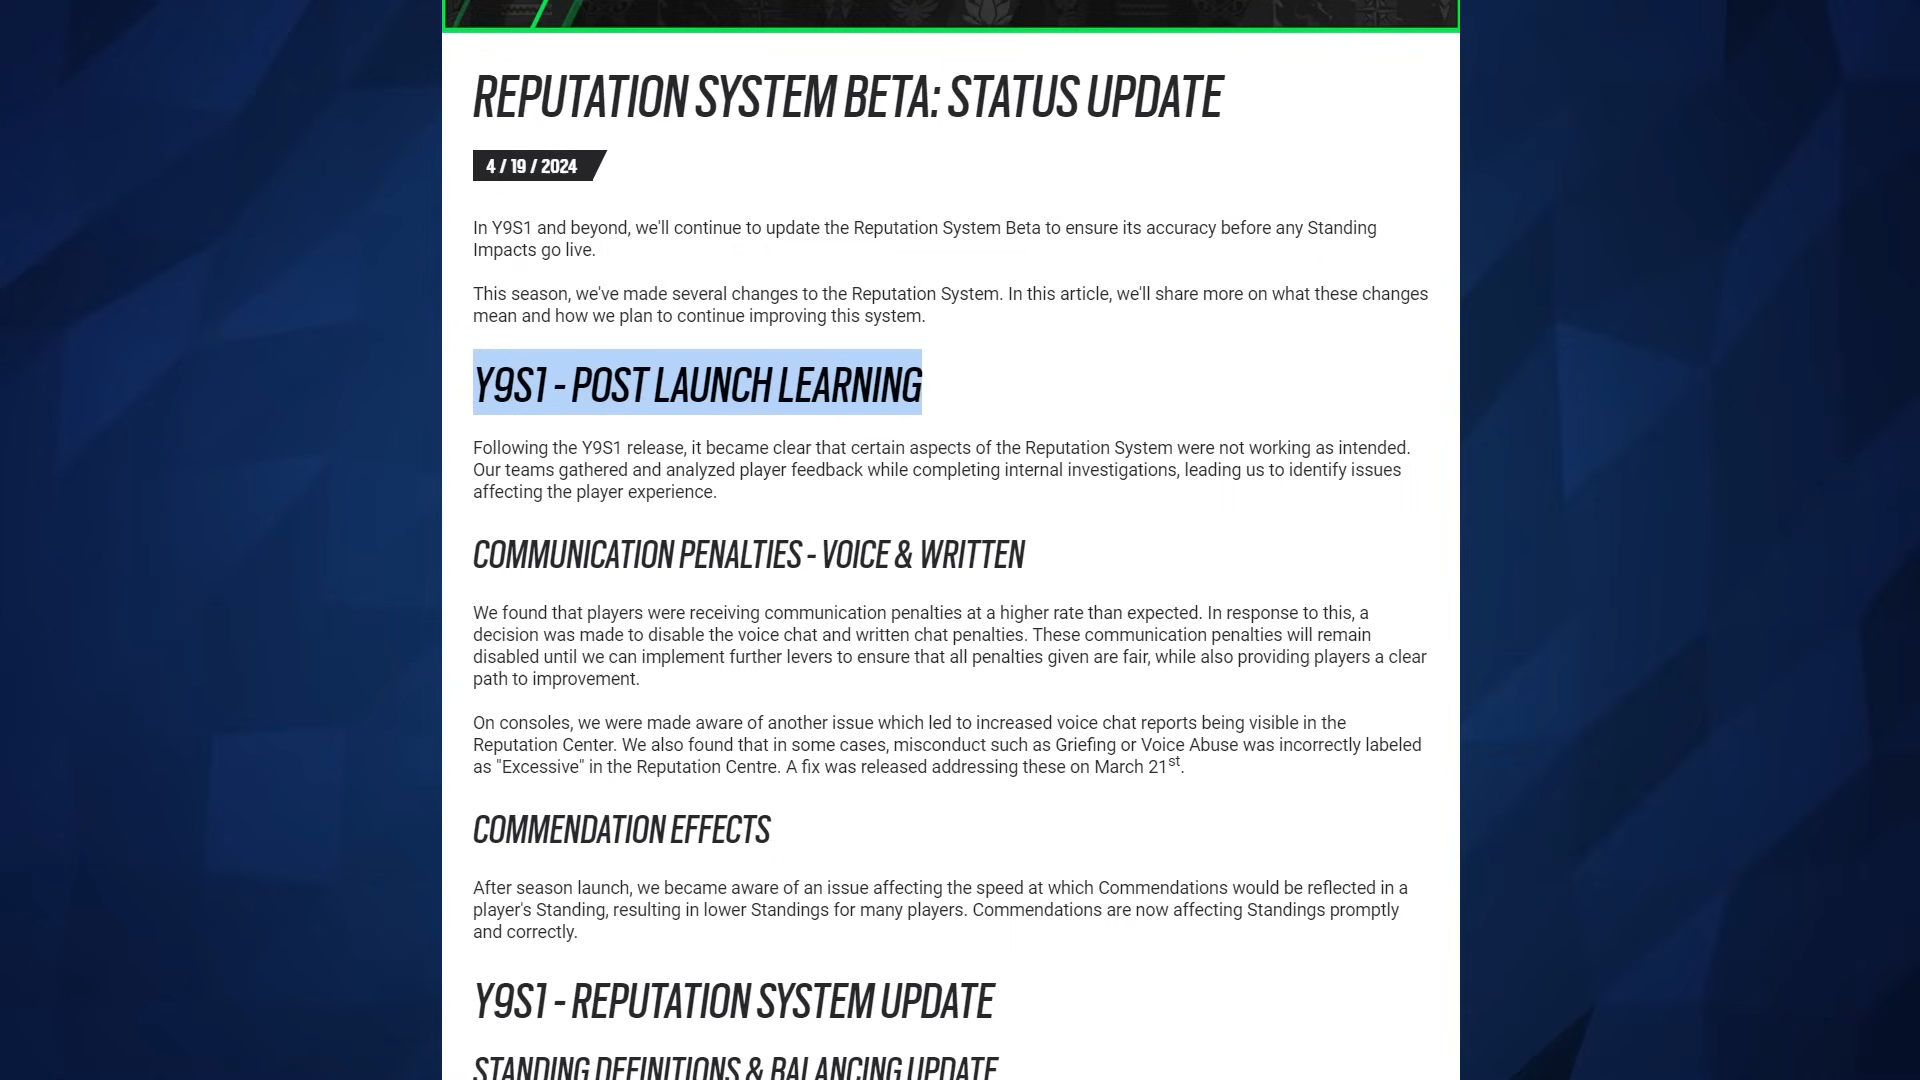 REPUTATION SYSTEM BETA: STATUS UPDATE
4 / 19 / 2024
In Y9S1 and beyond, we'll continue to update the Reputation System Beta to ensure its accuracy before any Standing
Impacts go live.
This season, we've made several changes to the Reputation System. In this article, we'll share more on what these changes
mean and how we plan to continue improving this system.
Y9S1 - POST LAUNCH LEARNING
Following the Y9S1 release, it became clear that certain aspects of the Reputation System were not working as intended.
Our teams gathered and analyzed player feedback while completing internal investigations, leading us to identify issues
affecting the player experience.
COMMUNICATION PENALTIES - VOICE & WRITTEN
We found that players were receiving communication penalties at a higher rate than expected. In response to this, a
decision was made to disable the voice chat and written chat penalties. These communication penalties will remain
disabled until we can implement further levers to ensure that all penalties given are fair, while also providing players a clear
path to improvement.
On consoles, we were made aware of another issue which led to increased voice chat reports being visible in the
Reputation Center. We also found that in some cases, misconduct such as Griefing or Voice Abuse was incorrectly labeled
as "Excessive" in the Reputation Centre. A fix was released addressing these on March 21st.
COMMENDATION EFFECTS
After season launch, we became aware of an issue affecting the speed at which Commendations would be reflected in a
player's Standing, resulting in lower Standings for many players. Commendations are now affecting Standings promptly
and correctly.
Y9S1 - REPUTATION SYSTEM UPDATE
STANDING DEFINITIONS & BALANCING UPDATE